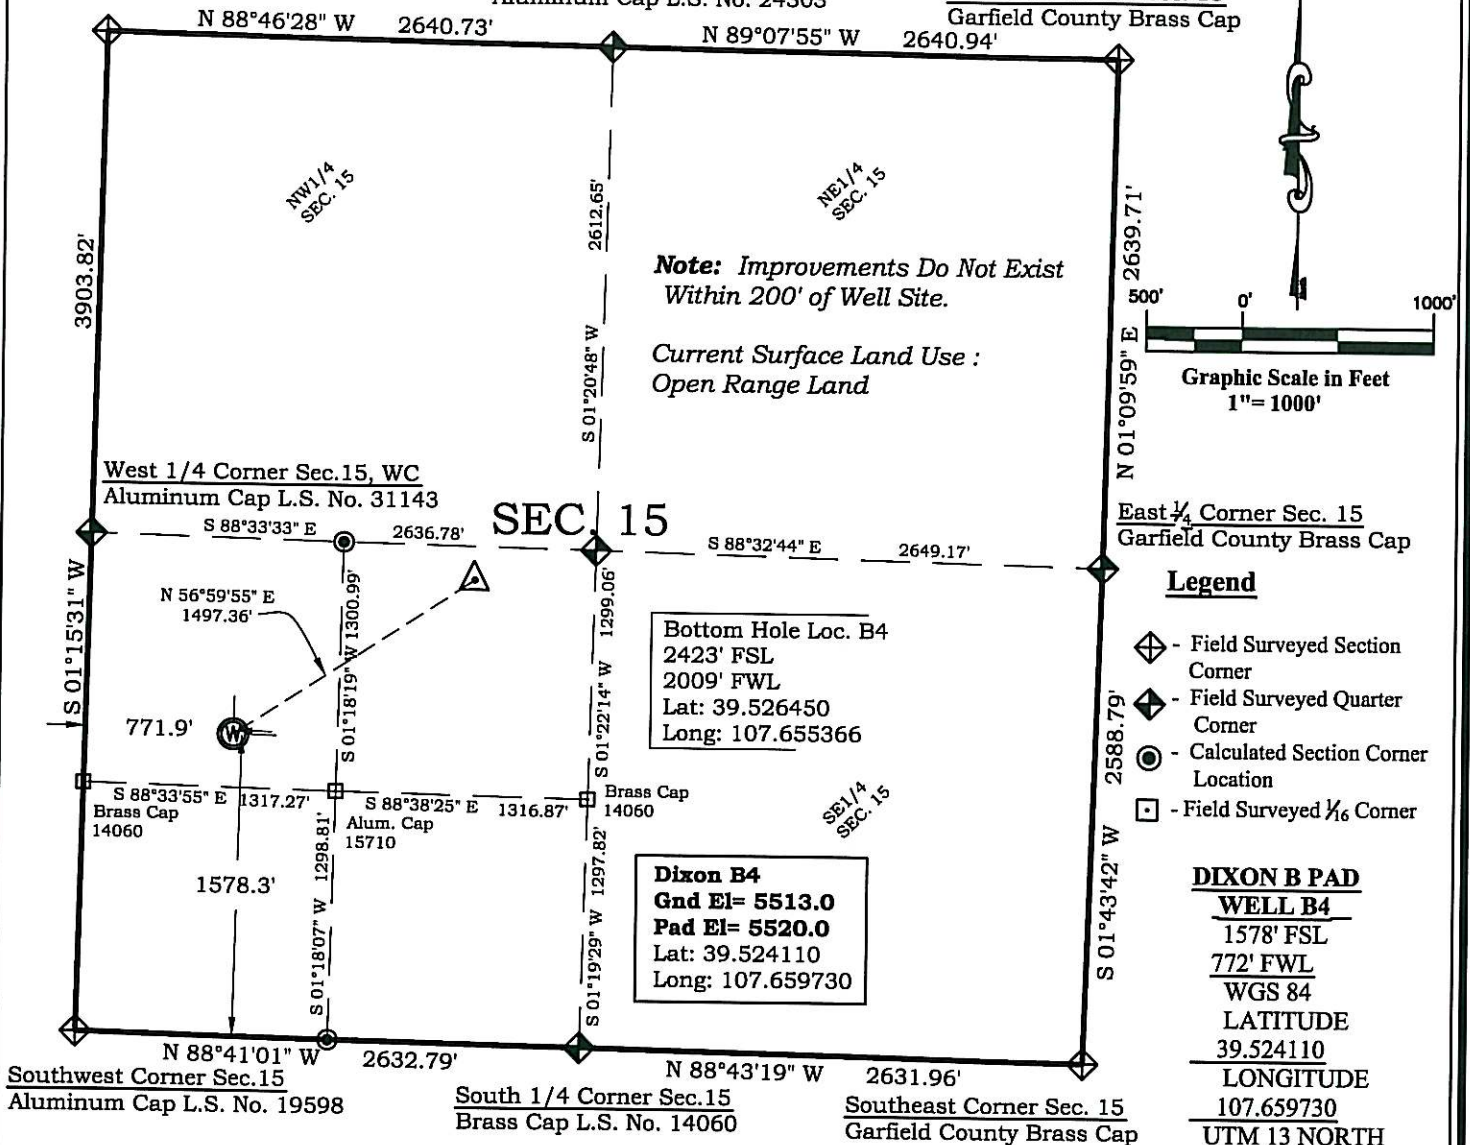 Aluminum Cap L.S. No. 24303
Garfield County Brass Cap
N 88°46'28" W 2640.73'
N 89°07'55" W 2640.94'
NW1/4
SEC. 15
NE1/4
SEC. 15
3903.82'
2612.65'
S 01°20'48" W
2639.71'
N 01°09'59" E
Note: Improvements Do Not Exist
Within 200' of Well Site.
Current Surface Land Use :
Open Range Land
500' 0' 1000'
Graphic Scale in Feet
1"= 1000'
West 1/4 Corner Sec.15, WC
Aluminum Cap L.S. No. 31143
S 88°33'33" E 2636.78'
SEC. 15
S 88°32'44" E 2649.17'
East 1/4 Corner Sec. 15
Garfield County Brass Cap
S 01°15'31" W
N 56°59'55" E
1497.36'
S 01°18'19" W 1300.99'
S 01°22'14" W 1299.06'
771.9'
W
Bottom Hole Loc. B4
2423' FSL
2009' FWL
Lat: 39.526450
Long: 107.655366
Legend
- Field Surveyed Section
Corner
- Field Surveyed Quarter
Corner
- Calculated Section Corner
Location
- Field Surveyed 1/16 Corner
S 88°33'55" E 1317.27'
Brass Cap
14060
S 88°38'25" E 1316.87'
Alum. Cap
15710
Brass Cap
14060
SE1/4
SEC. 15
2588.79'
S 01°43'42" W
1578.3'
S 01°18'07" W 1298.81'
S 01°19'29" W 1297.82'
Dixon B4
Gnd El= 5513.0
Pad El= 5520.0
Lat: 39.524110
Long: 107.659730
DIXON B PAD
WELL B4
1578' FSL
772' FWL
WGS 84
LATITUDE
39.524110
LONGITUDE
107.659730
UTM 13 NORTH
N 88°41'01" W 2632.79'
N 88°43'19" W 2631.96'
Southwest Corner Sec.15
Aluminum Cap L.S. No. 19598
South 1/4 Corner Sec.15
Brass Cap L.S. No. 14060
Southeast Corner Sec. 15
Garfield County Brass Cap